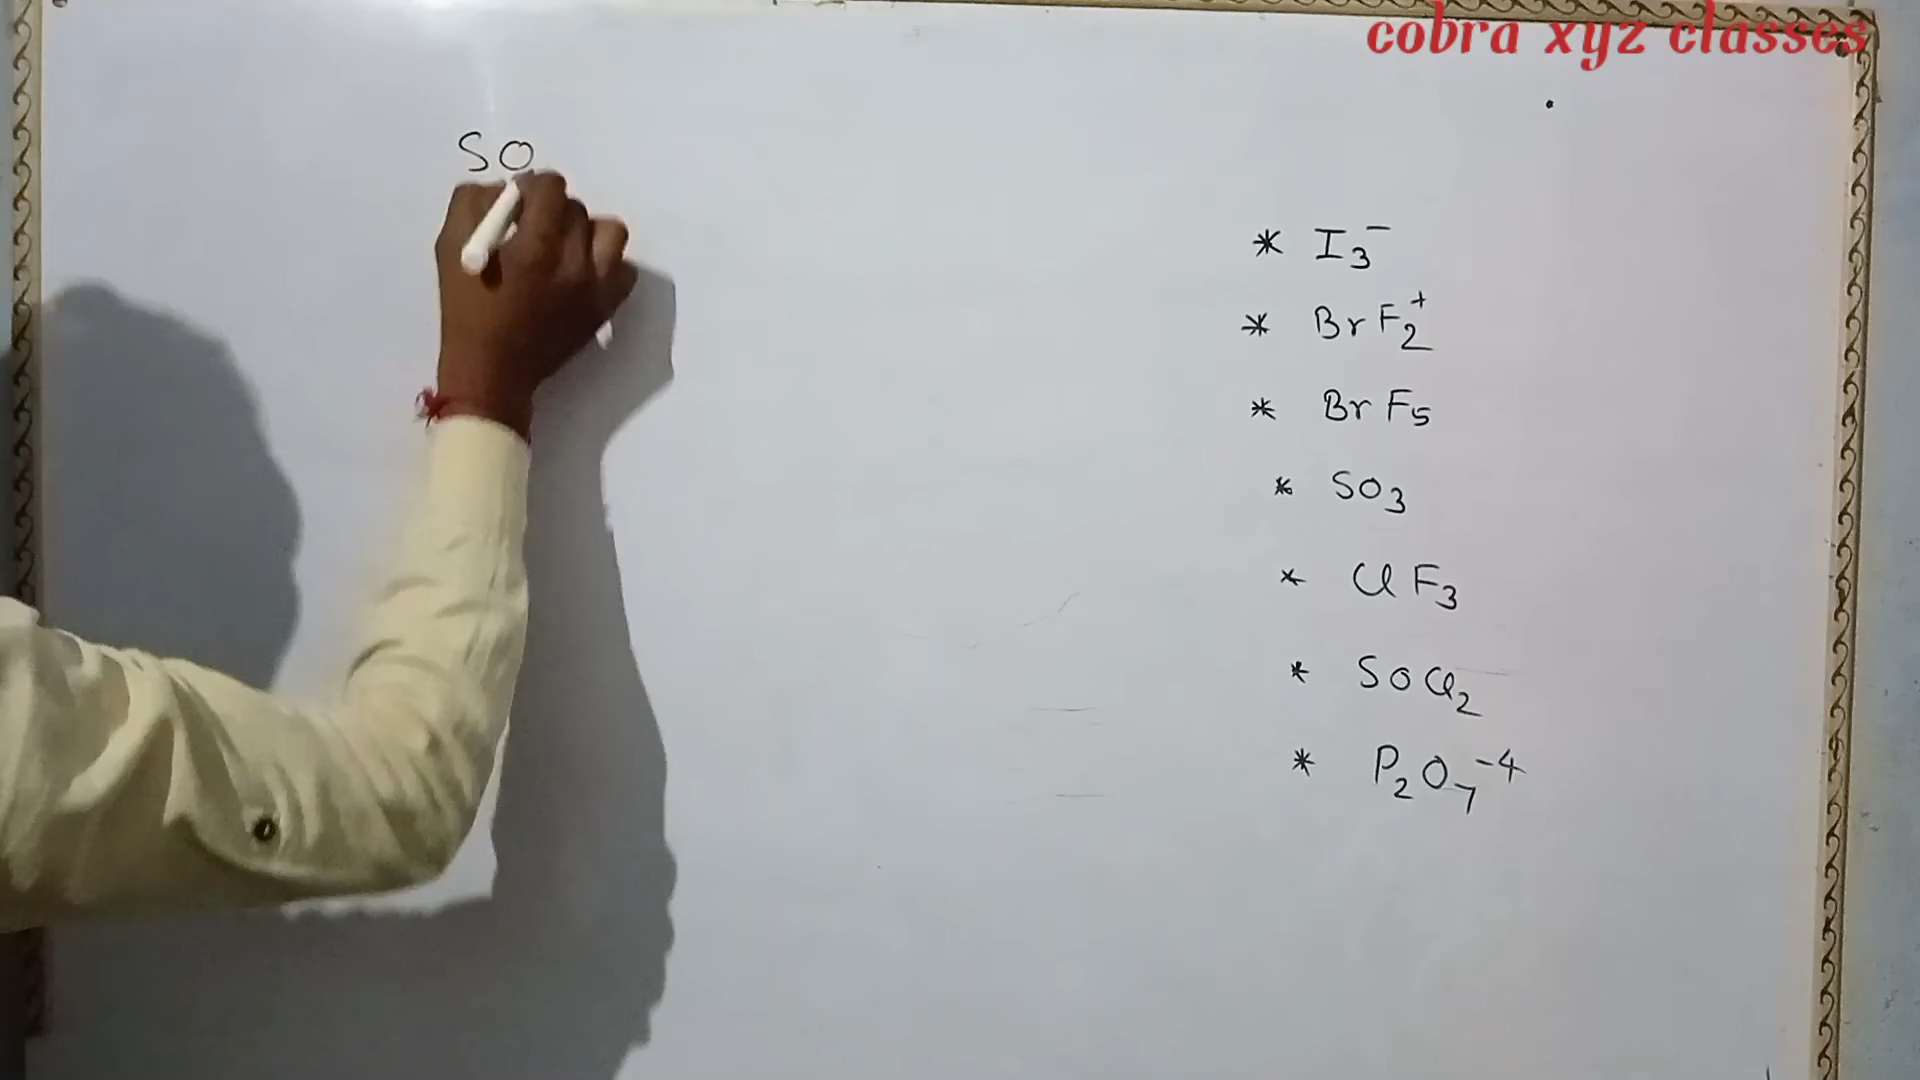 cobra xyz classes
SO
* I₃⁻
* BrF₂⁺
* BrF₅
* SO₃
* ClF₃
* SOCl₂
* P₂O₇⁻⁴